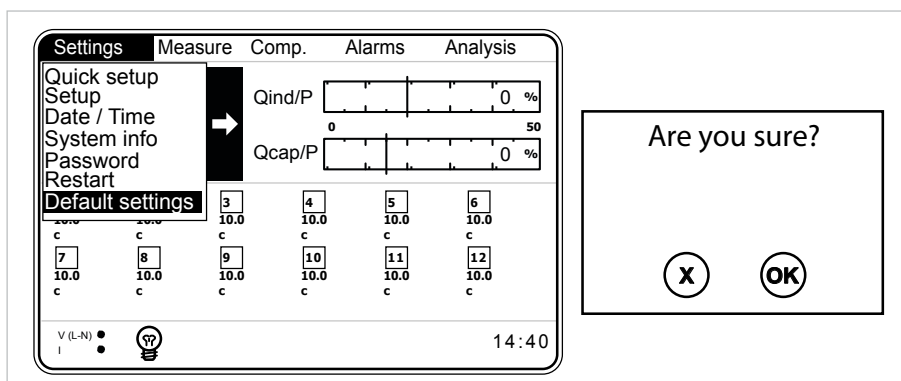 Settings Measure Comp. Alarms Analysis
Quick setup
Setup
Date / Time
System info
Password
Restart
Default settings
Qind/P 0 %
0 50
Qcap/P 0 %
3 4 5 6
10.0 10.0 10.0 10.0
c c c c c c
7 8 9 10 11 12
10.0 10.0 10.0 10.0 10.0 10.0
c c c c c c
V (L-N)
I
14:40
Are you sure?
X OK